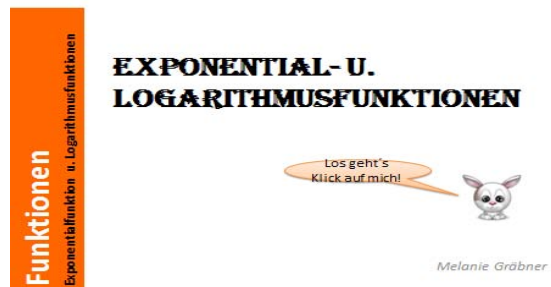 Funktionen
Exponentialfunktion u. Logarithmusfunktionen
EXPONENTIAL- U.
LOGARITHMUSFUNKTIONEN
Los geht´s
Klick auf mich!
Melanie Gräbner